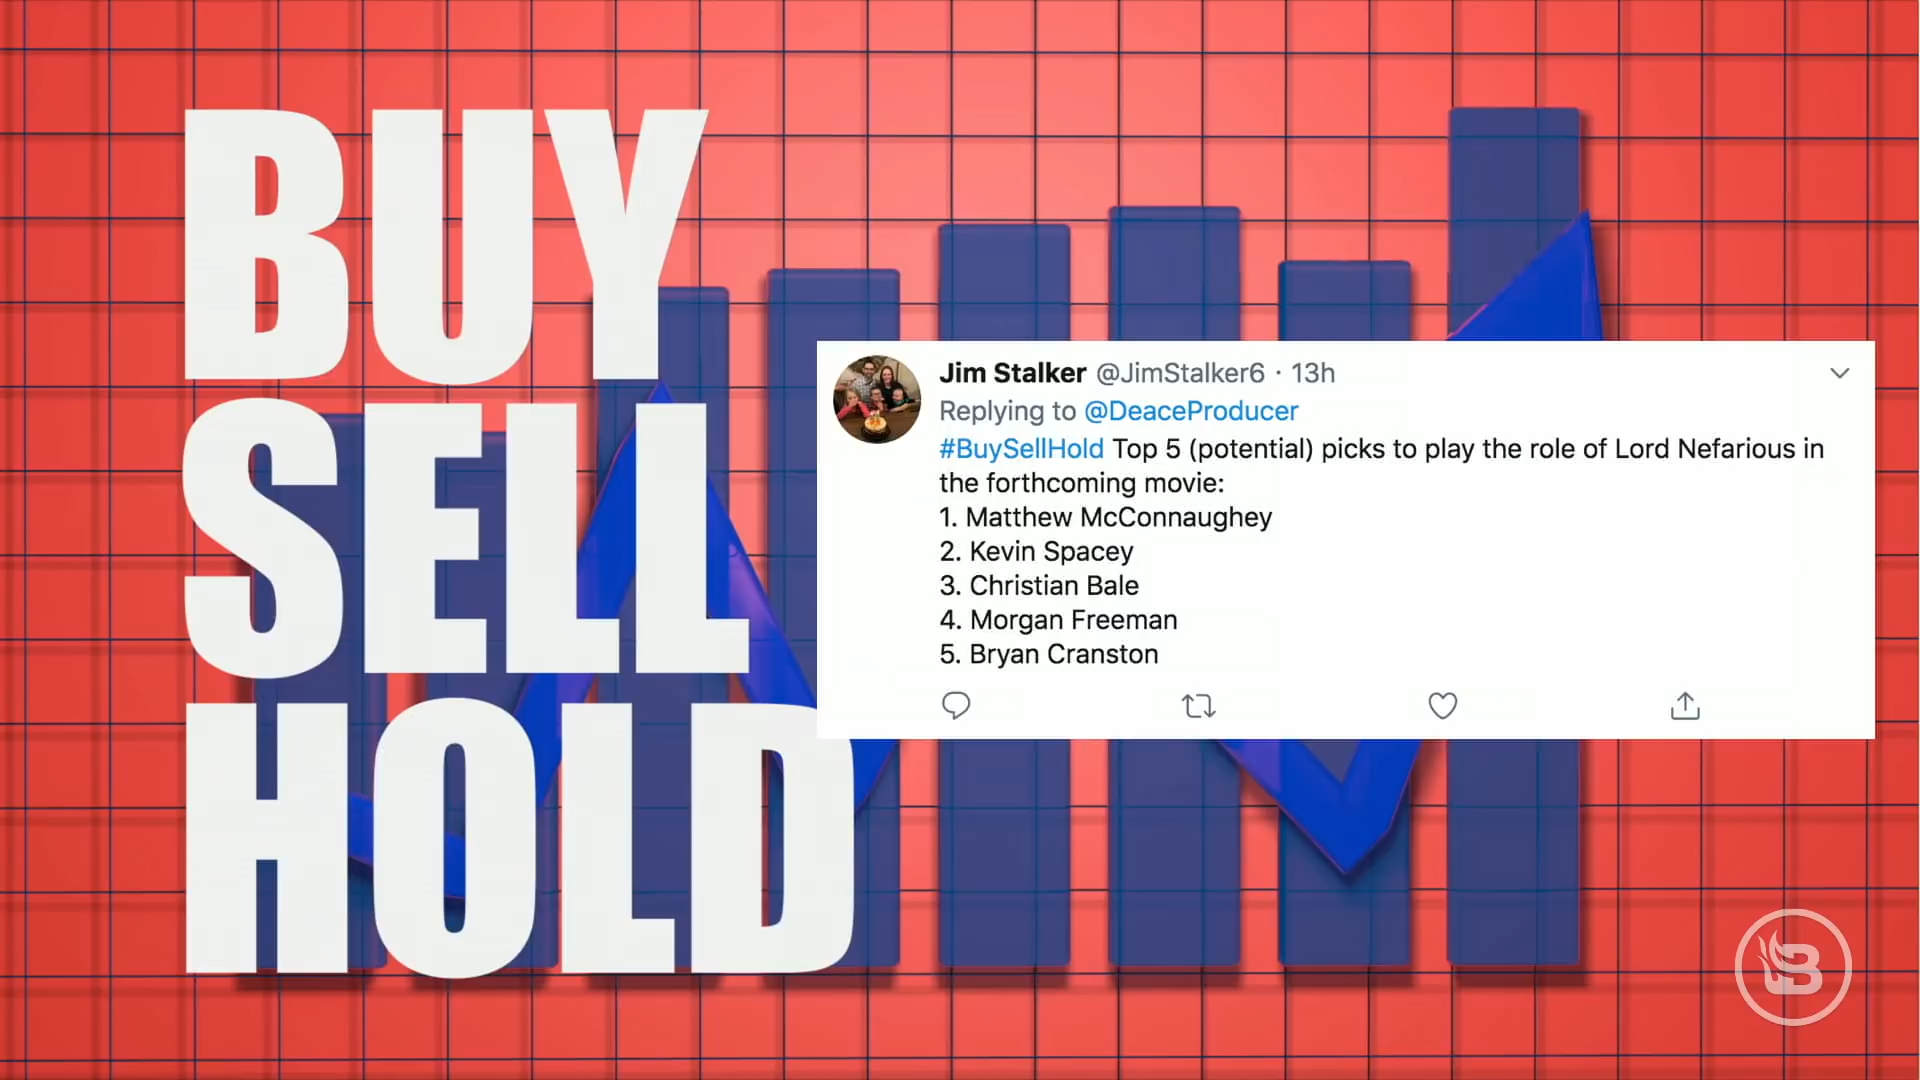 BUY
SELL
HOLD
Jim Stalker @JimStalker6 · 13h
Replying to @DeaceProducer
#BuySellHold Top 5 (potential) picks to play the role of Lord Nefarious in
the forthcoming movie:
1. Matthew McConnaughey
2. Kevin Spacey
3. Christian Bale
4. Morgan Freeman
5. Bryan Cranston
B